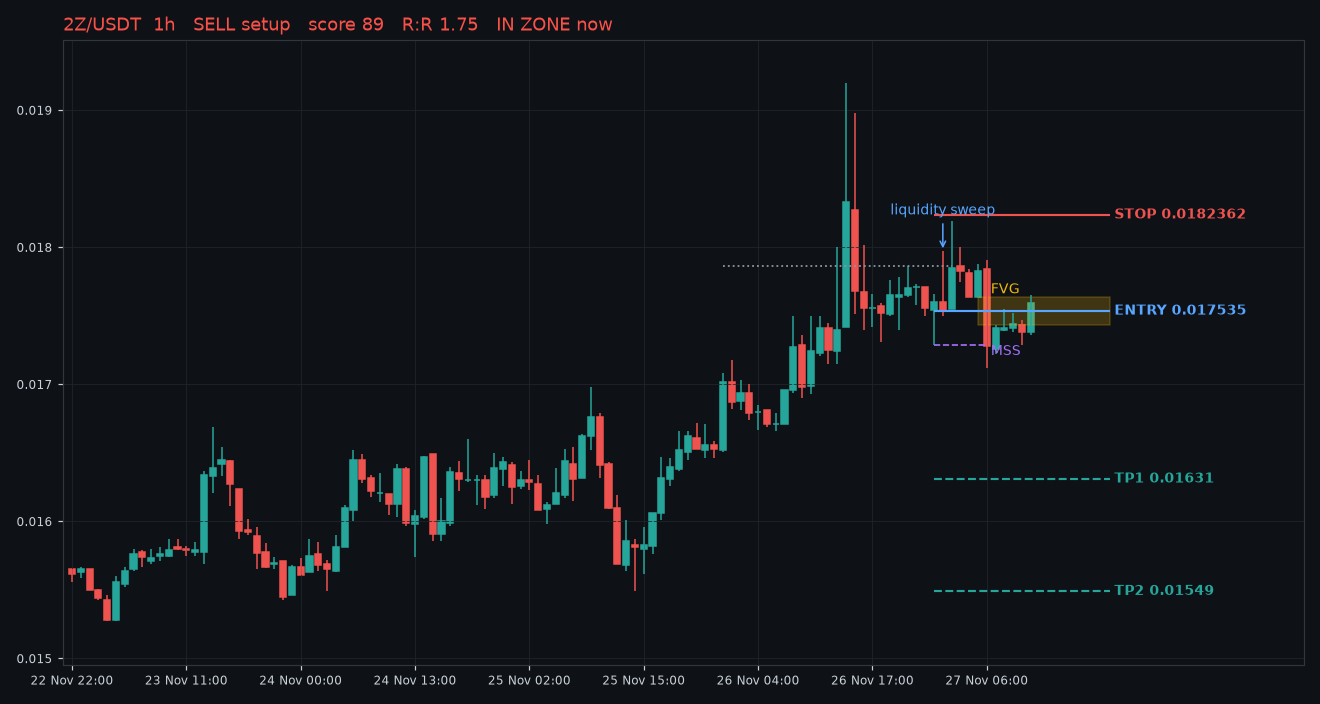 2Z/USDT 1h SELL setup score 89 R:R 1.75 IN ZONE now
0.019
liquidity sweep
STOP 0.0182362
0.018
FVG
ENTRY 0.017535
MSS
0.017
TP1 0.01631
0.016
TP2 0.01549
0.015
22 Nov 22:00 23 Nov 11:00 24 Nov 00:00 24 Nov 13:00 25 Nov 02:00 25 Nov 15:00 26 Nov 04:00 26 Nov 17:00 27 Nov 06:00